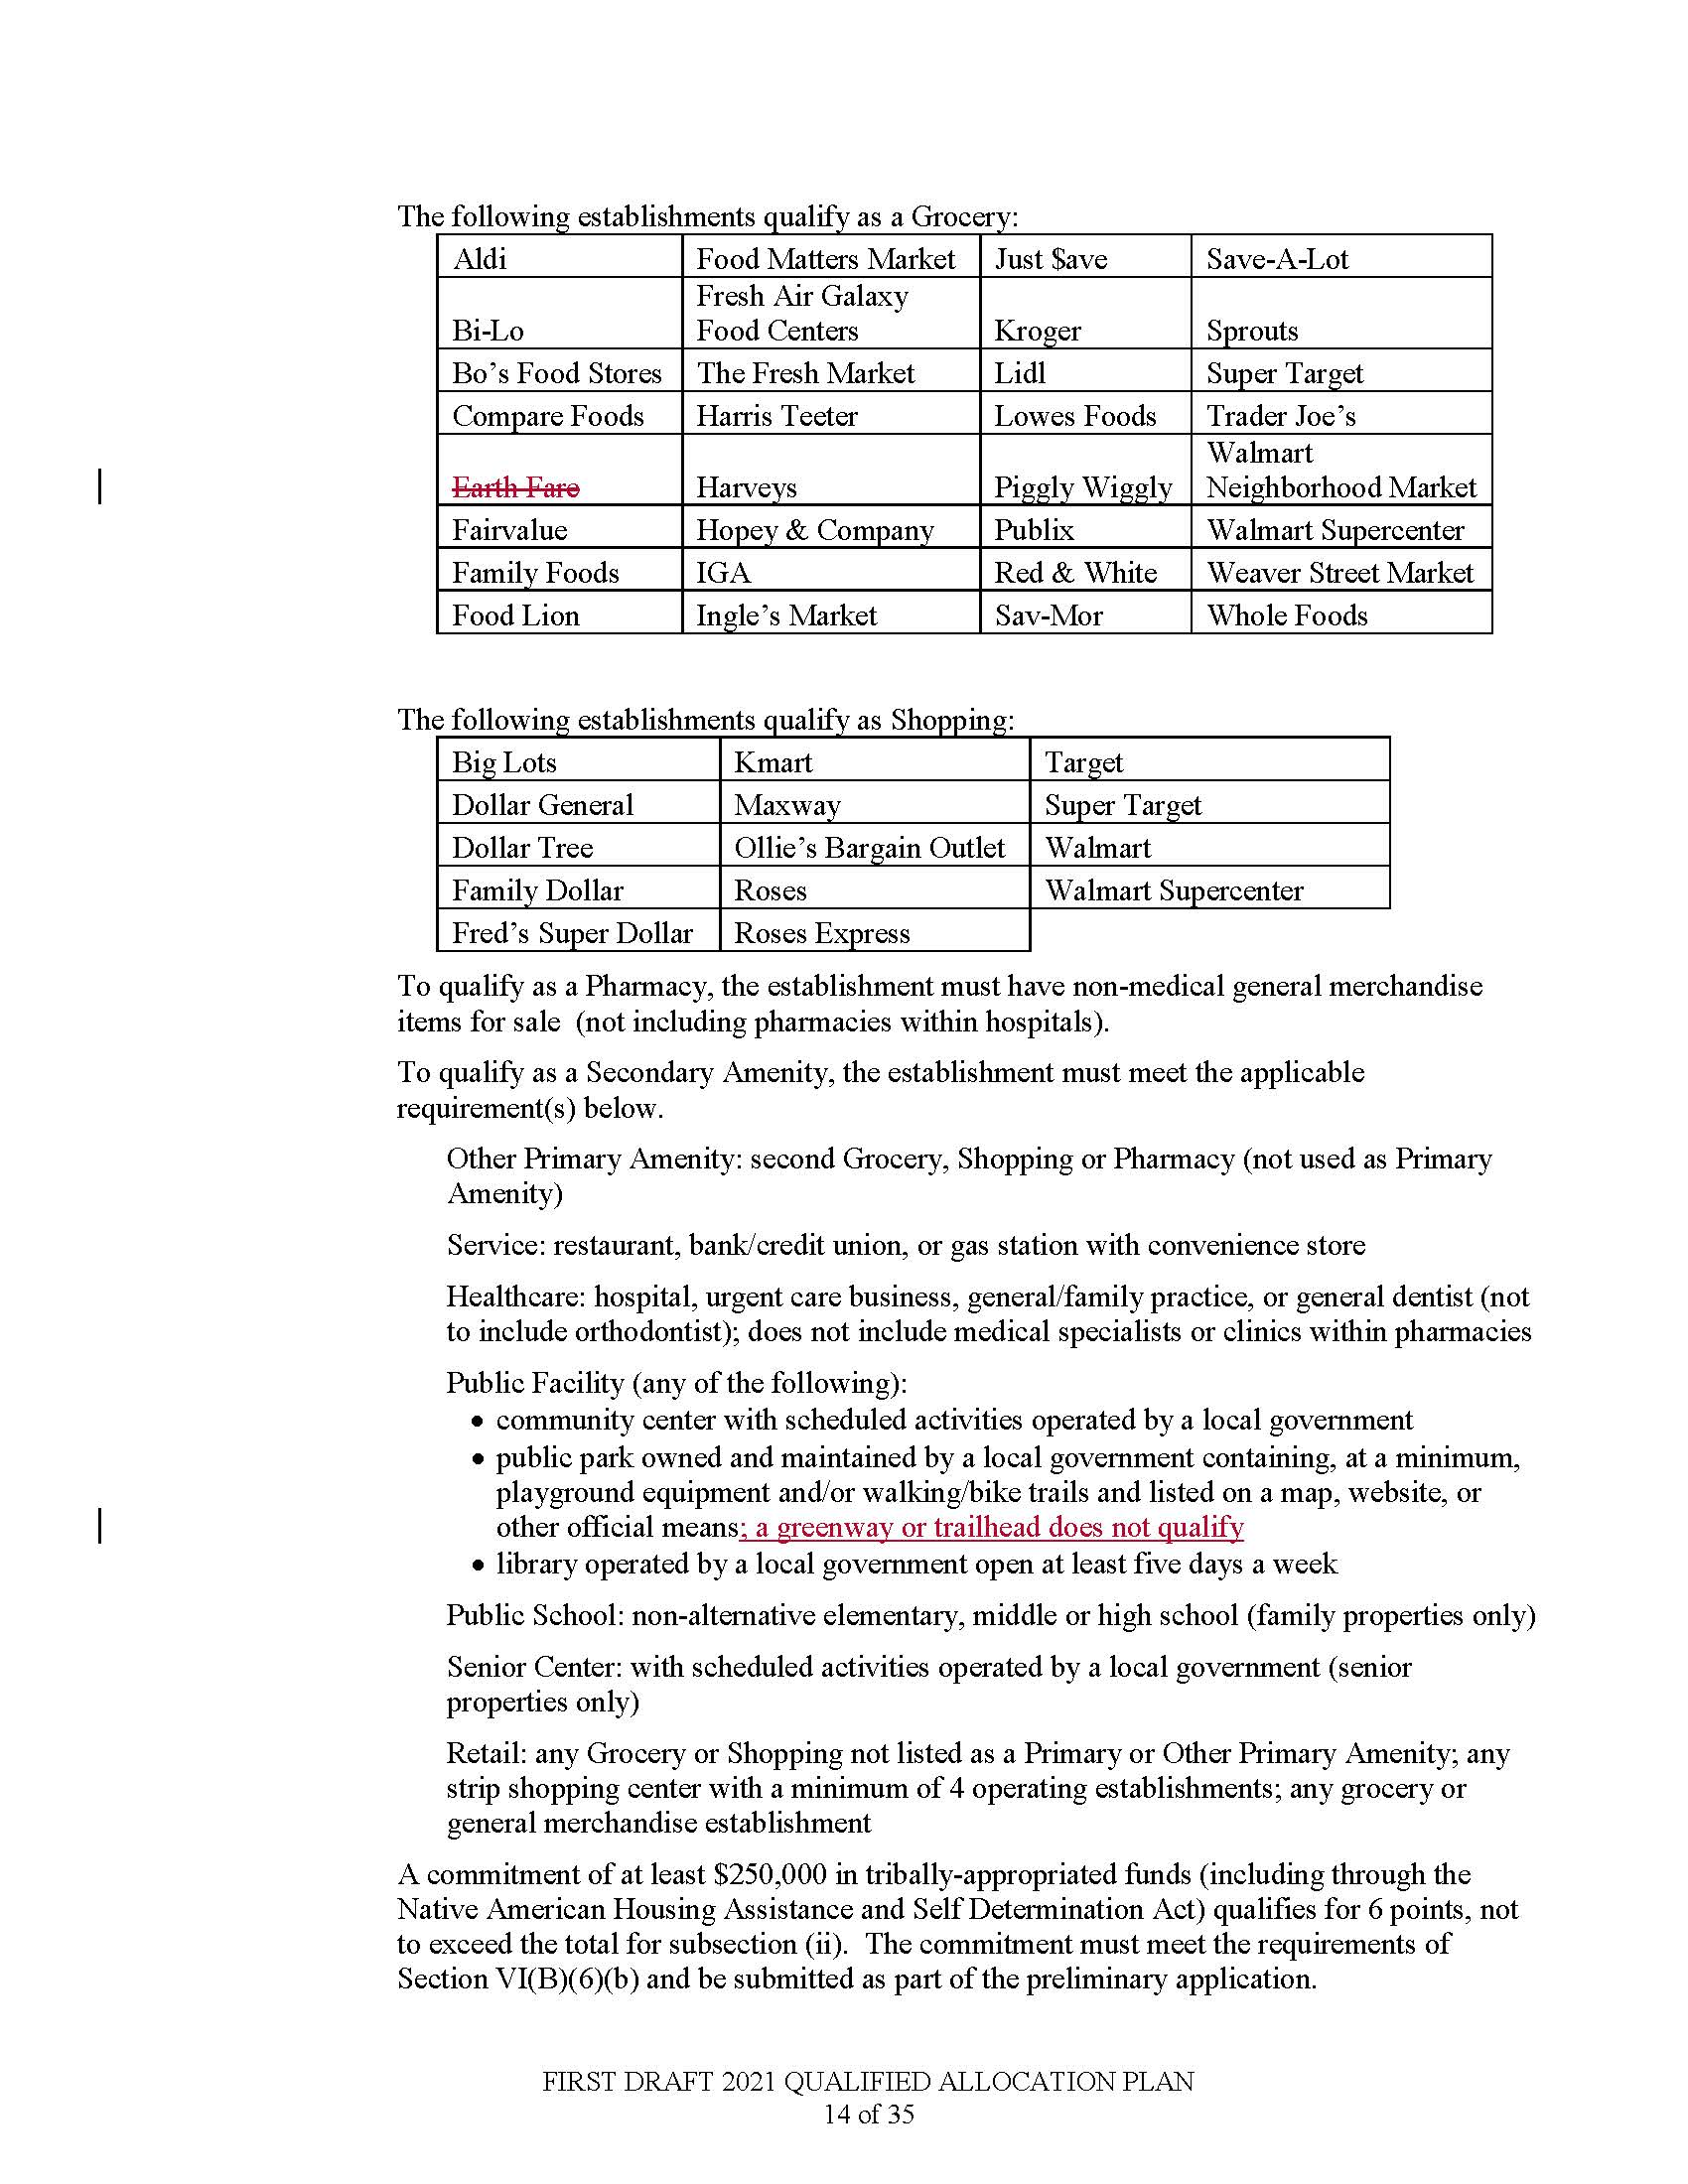 The following establishments qualify as a Grocery:
Aldi Food Matters Market Just $ave Save-A-Lot
Bi-Lo Fresh Air Galaxy Food Centers Kroger Sprouts
Bo’s Food Stores The Fresh Market Lidl Super Target
Compare Foods Harris Teeter Lowes Foods Trader Joe’s
Earth Fare Harveys Piggly Wiggly Walmart Neighborhood Market
Fairvalue Hopey & Company Publix Walmart Supercenter
Family Foods IGA Red & White Weaver Street Market
Food Lion Ingle’s Market Sav-Mor Whole Foods
The following establishments qualify as Shopping:
Big Lots Kmart Target
Dollar General Maxway Super Target
Dollar Tree Ollie’s Bargain Outlet Walmart
Family Dollar Roses Walmart Supercenter
Fred’s Super Dollar Roses Express
To qualify as a Pharmacy, the establishment must have non-medical general merchandise
items for sale  (not including pharmacies within hospitals).
To qualify as a Secondary Amenity, the establishment must meet the applicable
requirement(s) below.
Other Primary Amenity: second Grocery, Shopping or Pharmacy (not used as Primary
Amenity)
Service: restaurant, bank/credit union, or gas station with convenience store
Healthcare: hospital, urgent care business, general/family practice, or general dentist (not
to include orthodontist); does not include medical specialists or clinics within pharmacies
Public Facility (any of the following):
• community center with scheduled activities operated by a local government
• public park owned and maintained by a local government containing, at a minimum,
playground equipment and/or walking/bike trails and listed on a map, website, or
other official means; a greenway or trailhead does not qualify
• library operated by a local government open at least five days a week
Public School: non-alternative elementary, middle or high school (family properties only)
Senior Center: with scheduled activities operated by a local government (senior
properties only)
Retail: any Grocery or Shopping not listed as a Primary or Other Primary Amenity; any
strip shopping center with a minimum of 4 operating establishments; any grocery or
general merchandise establishment
A commitment of at least $250,000 in tribally-appropriated funds (including through the
Native American Housing Assistance and Self Determination Act) qualifies for 6 points, not
to exceed the total for subsection (ii).  The commitment must meet the requirements of
Section VI(B)(6)(b) and be submitted as part of the preliminary application.
FIRST DRAFT 2021 QUALIFIED ALLOCATION PLAN
14 of 35